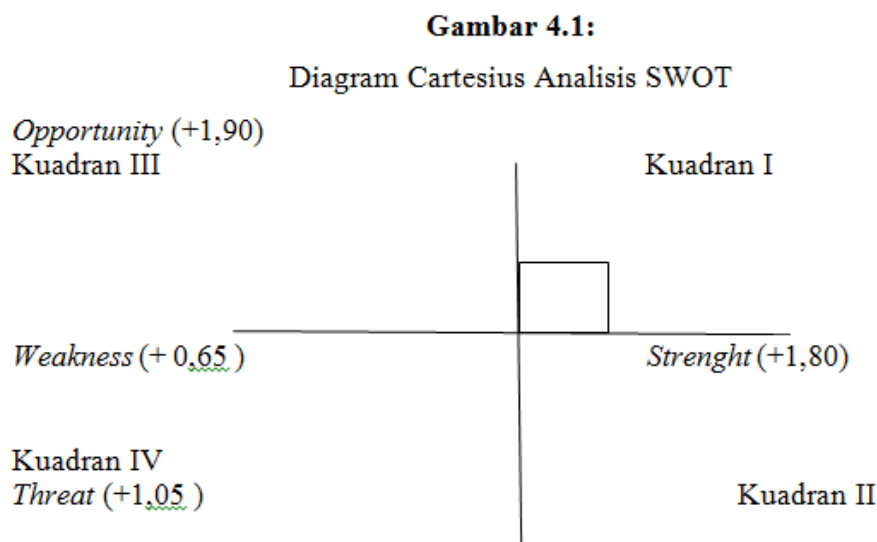 Gambar 4.1:
Diagram Cartesius Analisis SWOT
Opportunity (+1,90)
Kuadran III
Kuadran I
Weakness (+ 0,65 )
Strenght (+1,80)
Kuadran IV
Threat (+1,05 )
Kuadran II